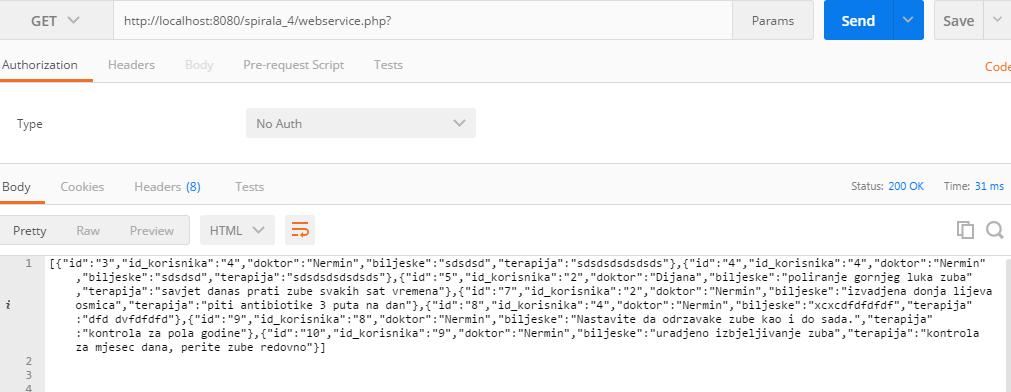 GET http://localhost:8080/spirala_4/webservice.php? Params Send Save
Authorization Headers Body Pre-request Script Tests Code
Type No Auth
Body Cookies Headers (8) Tests Status: 200 OK Time: 31 ms
Pretty Raw Preview HTML
1 [{"id":"3","id_korisnika":"4","doktor":"Nermin","biljeske":"sdsdsd","terapija":"sdsdsdsdsdsds"},{"id":"4","id_korisnika":"4","doktor":"Nermin"
,"biljeske":"sdsdsd","terapija":"sdsdsdsdsdsds"},{"id":"5","id_korisnika":"2","doktor":"Dijana","biljeske":"poliranje gornjeg luka zuba"
,"terapija":"savjet danas prati zube svakih sat vremena"},{"id":"7","id_korisnika":"2","doktor":"Nermin","biljeske":"izvadjena donja lijeva
i osmica","terapija":"piti antibiotike 3 puta na dan"},{"id":"8","id_korisnika":"4","doktor":"Nermin","biljeske":"xcxcdfdfdfdf","terapija"
:"dfd dvfdfdfd"},{"id":"9","id_korisnika":"8","doktor":"Nermin","biljeske":"Nastavite da odrzavake zube kao i do sada.","terapija"
:"kontrola za pola godine"},{"id":"10","id_korisnika":"9","doktor":"Nermin","biljeske":"uradjeno izbjeljivanje zuba","terapija":"kontrola
za mjesec dana, perite zube redovno"}]
2
3
4